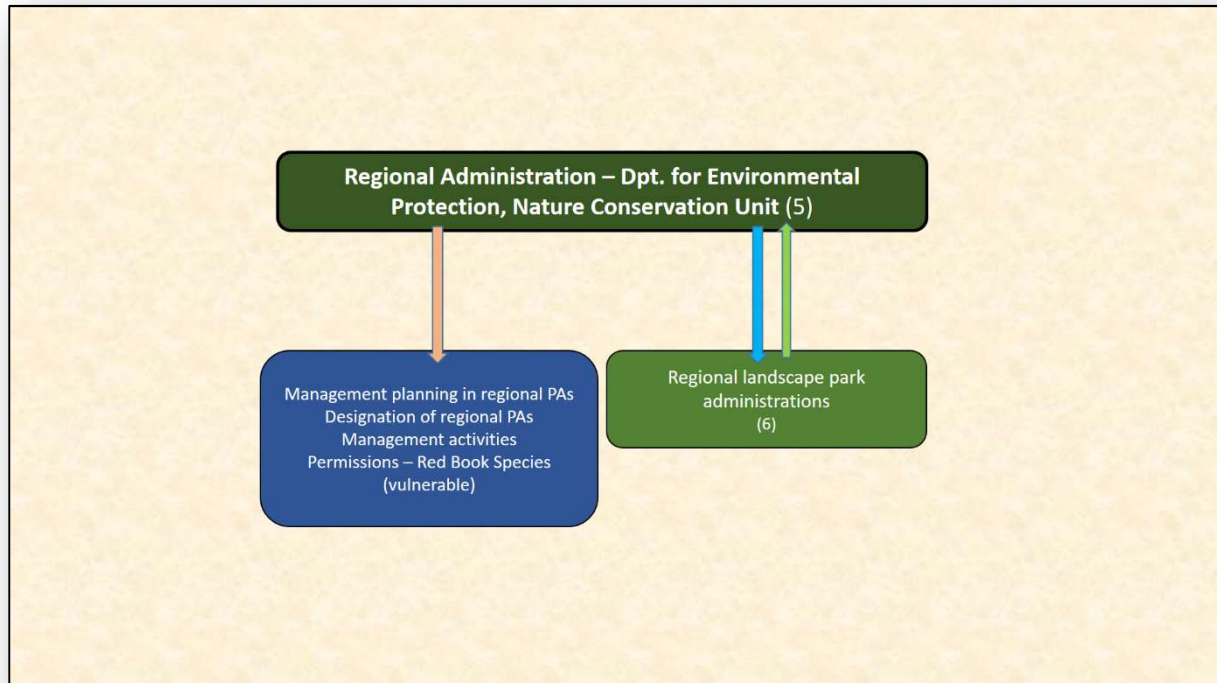 Regional Administration – Dpt. for Environmental
Protection, Nature Conservation Unit (5)
Management planning in regional PAs
Designation of regional PAs
Management activities
Permissions – Red Book Species
(vulnerable)
Regional landscape park
administrations
(6)